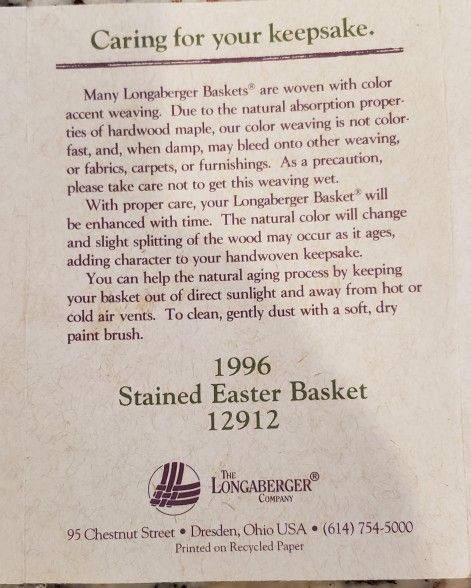 Caring for your keepsake.
Many Longaberger Baskets® are woven with color
accent weaving. Due to the natural absorption proper-
ties of hardwood maple, our color weaving is not color-
fast, and, when damp, may bleed onto other weaving,
or fabrics, carpets, or furnishings. As a precaution,
please take care not to get this weaving wet.
With proper care, your Longaberger Basket® will
be enhanced with time. The natural color will change
and slight splitting of the wood may occur as it ages,
adding character to your handwoven keepsake.
You can help the natural aging process by keeping
your basket out of direct sunlight and away from hot or
cold air vents. To clean, gently dust with a soft, dry
paint brush.
1996
Stained Easter Basket
12912
THE
LONGABERGER®
COMPANY
95 Chestnut Street • Dresden, Ohio USA • (614) 754-5000
Printed on Recycled Paper